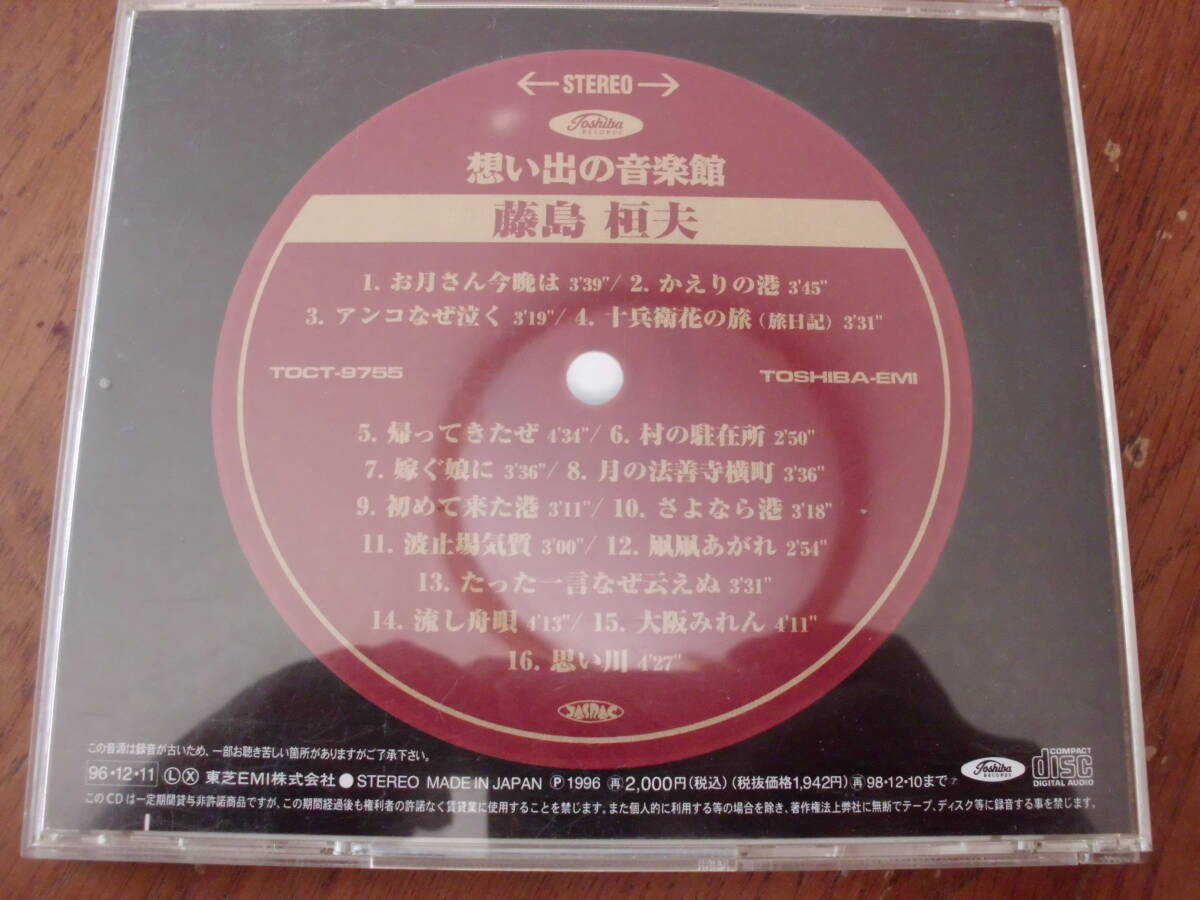 ←STEREO→
Toshiba
RECORDS
想い出の音楽館
藤島 桓夫
1. お月さん今晩は 3'39"/ 2. かえりの港 3'45"
3. アンコなぜ泣く 3'19"/ 4. 十兵衛花の旅（旅日記）3'31"
TOCT-9755 TOSHIBA-EMI
5. 帰ってきたぜ 4'34"/ 6. 村の駐在所 2'50"
7. 嫁ぐ娘に 3'36"/ 8. 月の法善寺横町 3'36"
9. 初めて来た港 3'11"/ 10. さよなら港 3'18"
11. 波止場気質 3'00"/ 12. 凧凧あがれ 2'54"
13. たった一言なぜ云えぬ 3'31"
14. 流し舟唄 4'13"/ 15. 大阪みれん 4'11"
16. 思い川 4'27"
JASRAC
この音源は録音が古いため、一部お聴き苦しい箇所がありますがご了承下さい。
96・12・11 Ⓛ Ⓧ 東芝EMI株式会社 ● STEREO MADE IN JAPAN Ⓟ 1996 ㊢ 2,000円(税込) (税抜価格1,942円) ㊢ 98・12・10まで
Toshiba
RECORDS
COMPACT
disc
DIGITAL AUDIO
このCDは一定期間貸与非許諾商品ですが、この期間経過後も権利者の許諾なく賃貸業に使用することを禁じます。また個人的に利用する等の場合を除き、著作権法上弊社に無断でテープ、ディスク等に録音する事を禁じます。